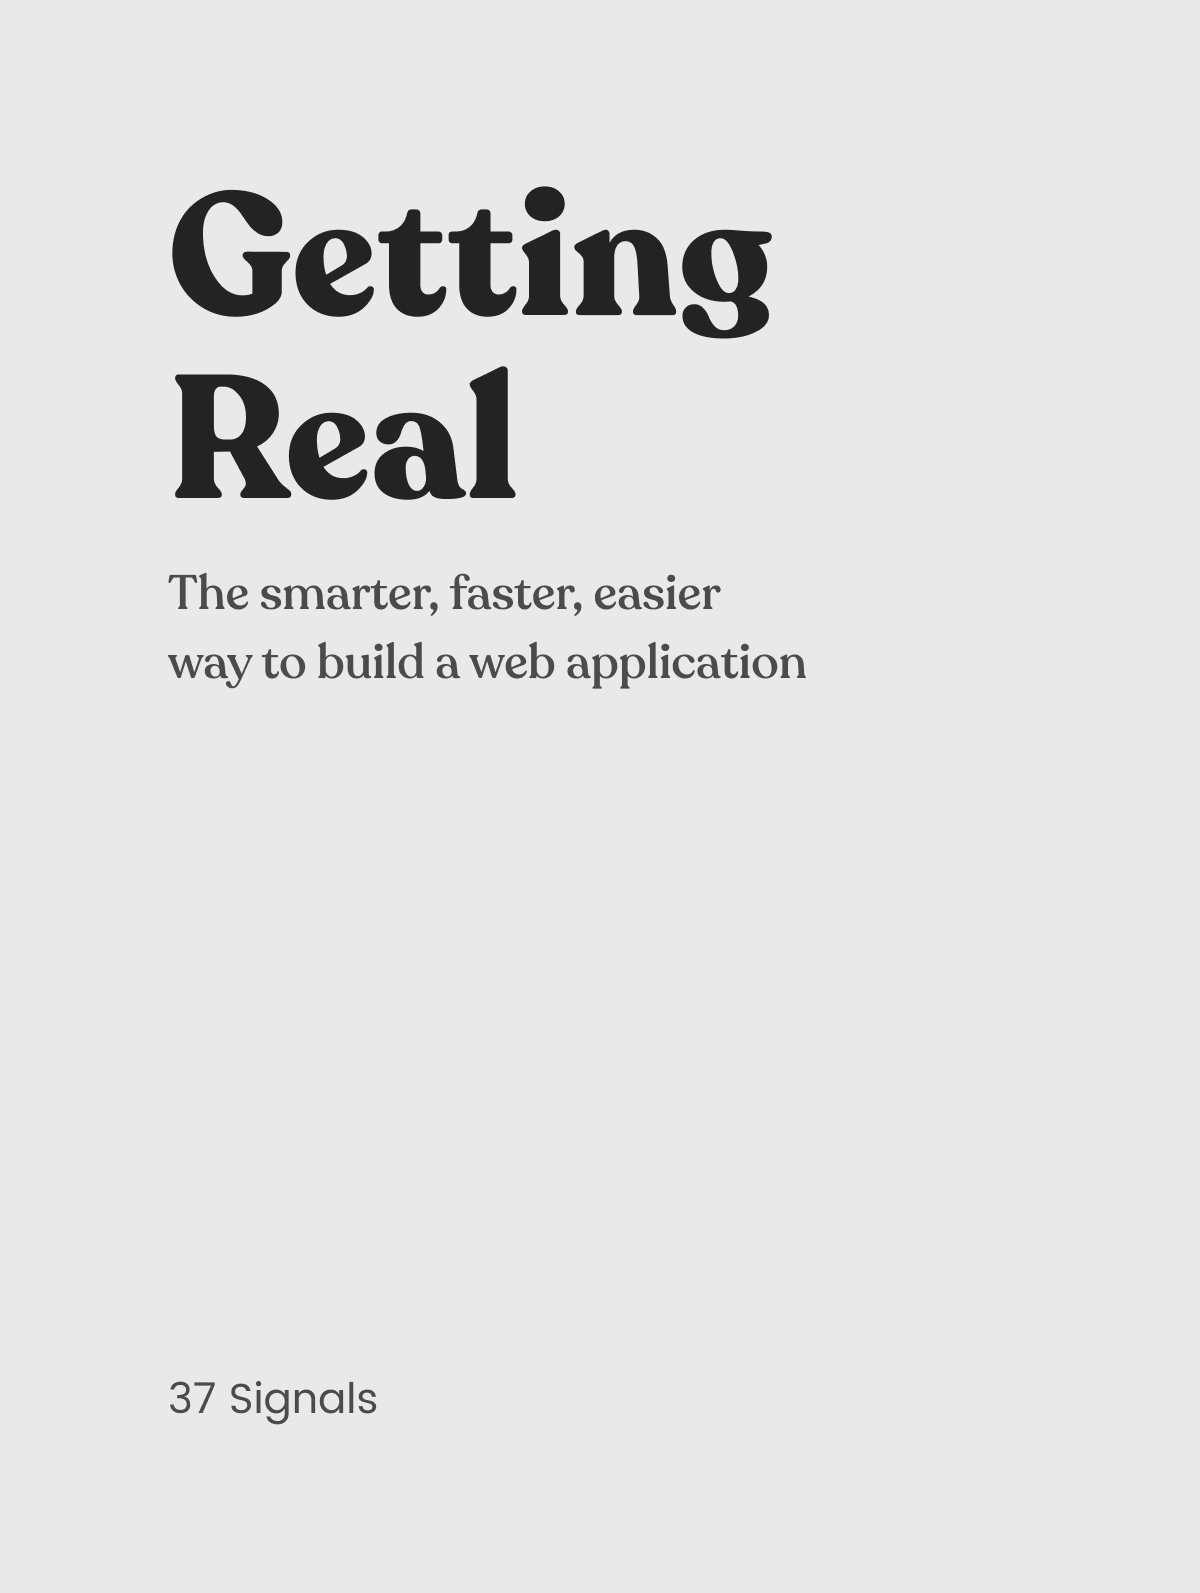 Getting
Real
The smarter, faster, easier
way to build a web application
37 Signals